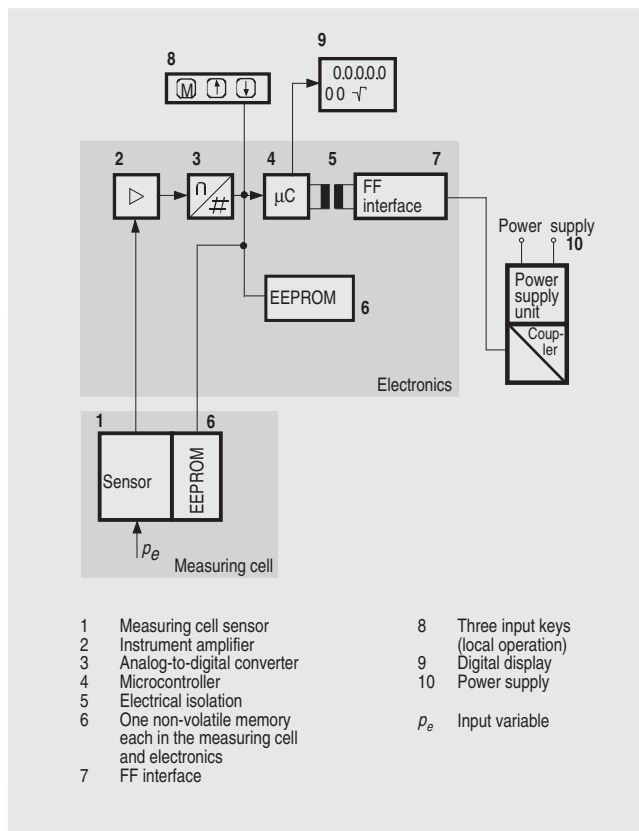 9
8
0.0.0.0.0
0 0 √
M ↑ ↓
2 3 4 5 7
∩
#
µC
FF
interface
Power supply
10
Power
supply
unit
Coup-
ler
EEPROM
6
Electronics
1 6
Sensor
EEPROM
pe
Measuring cell
1 Measuring cell sensor
2 Instrument amplifier
3 Analog-to-digital converter
4 Microcontroller
5 Electrical isolation
6 One non-volatile memory
each in the measuring cell
and electronics
7 FF interface
8 Three input keys
(local operation)
9 Digital display
10 Power supply
pe Input variable